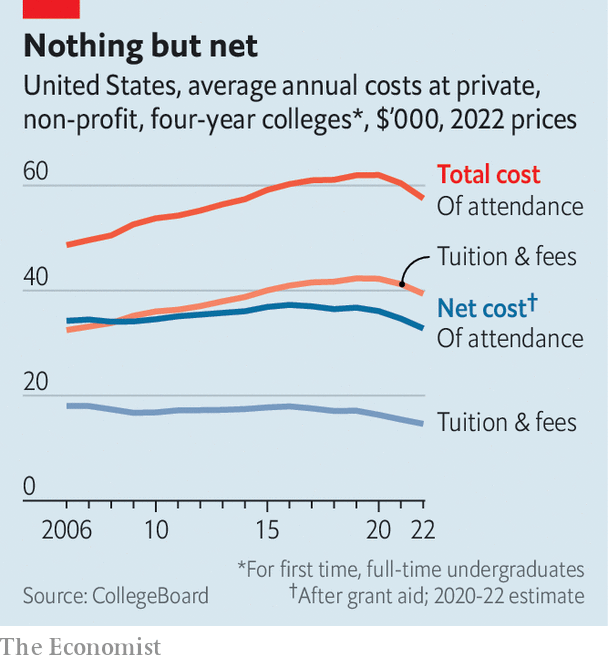 Nothing but net
United States, average annual costs at private,
non-profit, four-year colleges*, $’000, 2022 prices
60
Total cost
Of attendance
Tuition & fees
40
Net cost†
Of attendance
20
Tuition & fees
0
2006 10 15 20 22
*For first time, full-time undergraduates
Source: CollegeBoard †After grant aid; 2020-22 estimate
The Economist